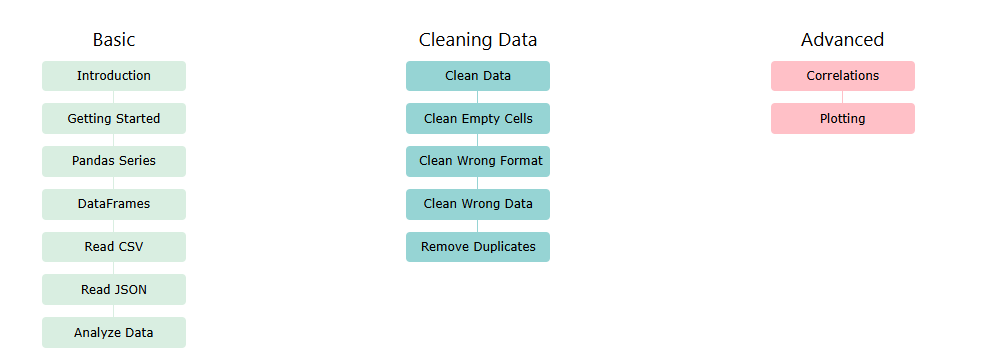 Basic
Introduction
Getting Started
Pandas Series
DataFrames
Read CSV
Read JSON
Analyze Data
Cleaning Data
Clean Data
Clean Empty Cells
Clean Wrong Format
Clean Wrong Data
Remove Duplicates
Advanced
Correlations
Plotting